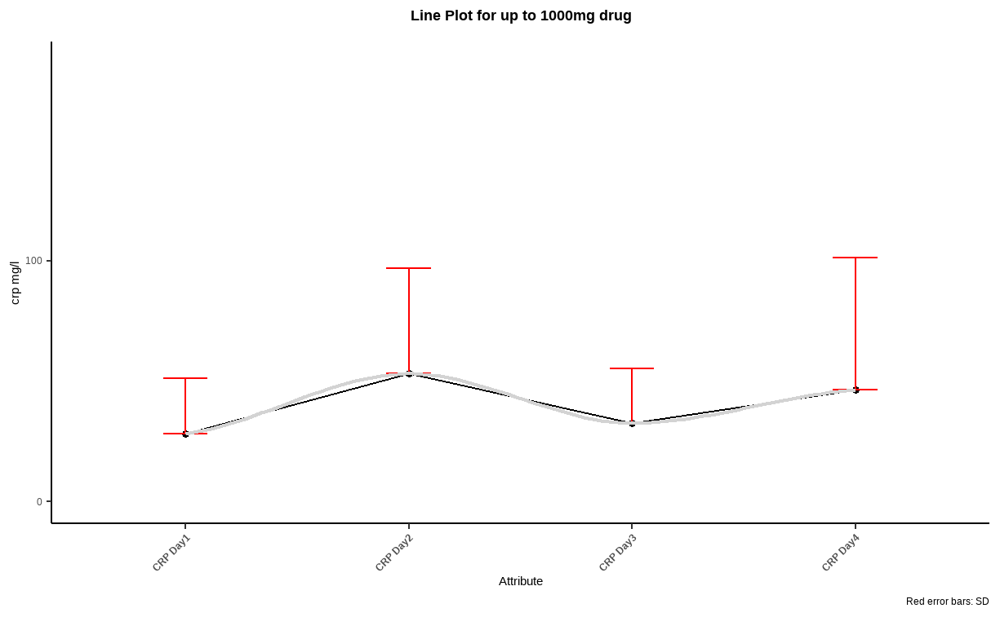 Line Plot for up to 1000mg drug
crp mg/l
100
0
CRP Day1
CRP Day2
CRP Day3
CRP Day4
Attribute
Red error bars: SD